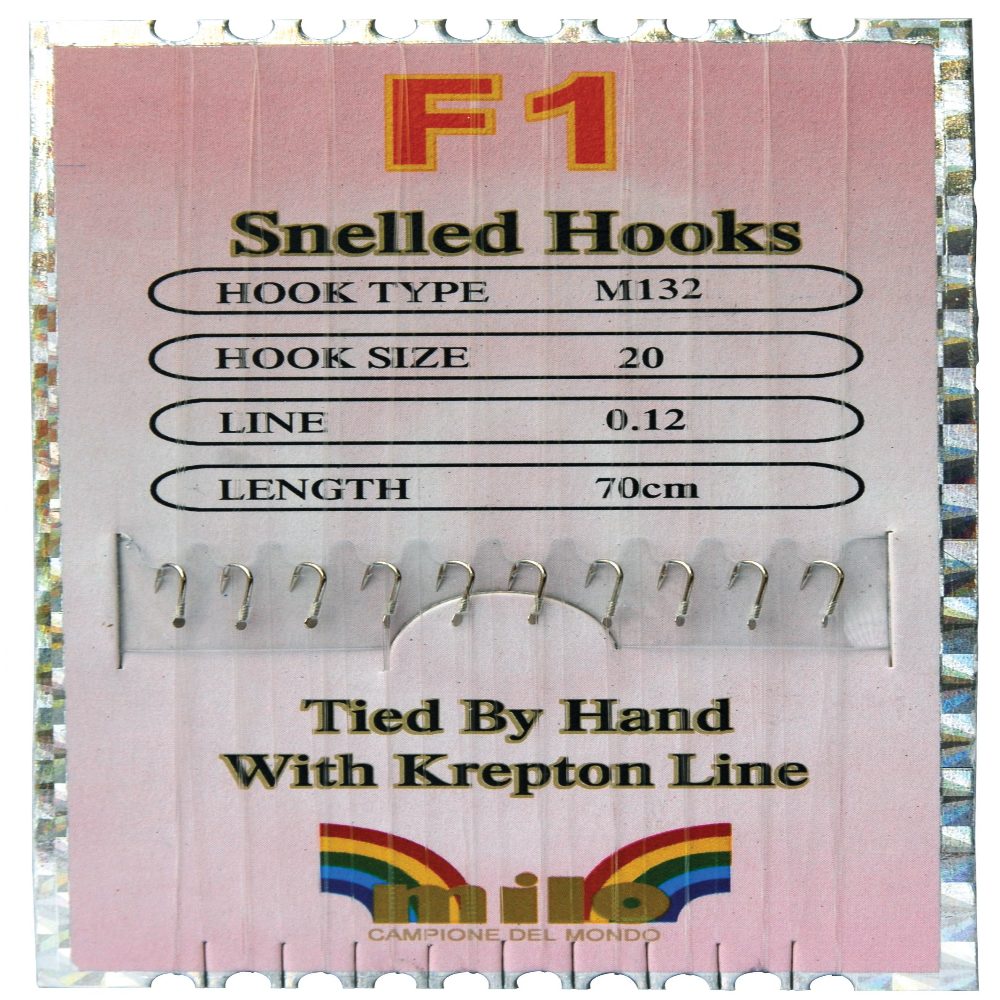 F1
Snelled Hooks
HOOK TYPE M132
HOOK SIZE 20
LINE 0.12
LENGTH 70cm
Tied By Hand
With Krepton Line
milo
CAMPIONE DEL MONDO